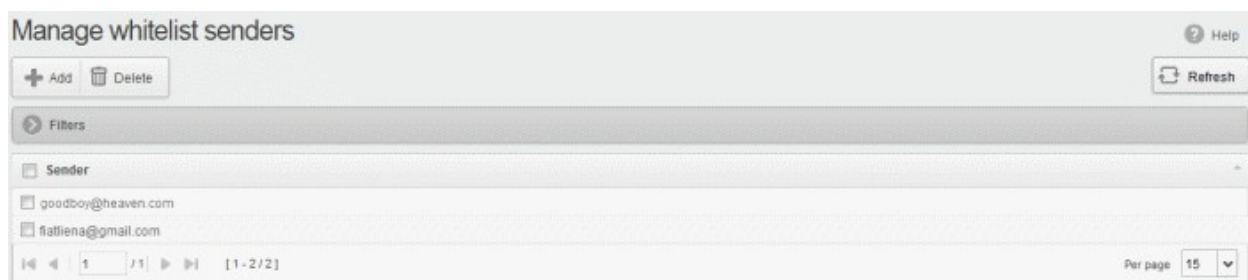 Manage whitelist senders
Help
Add Delete
Refresh
Filters
Sender
goodboy@heaven.com
fiatliena@gmail.com
1 /1 [1-2/2] Per page 15